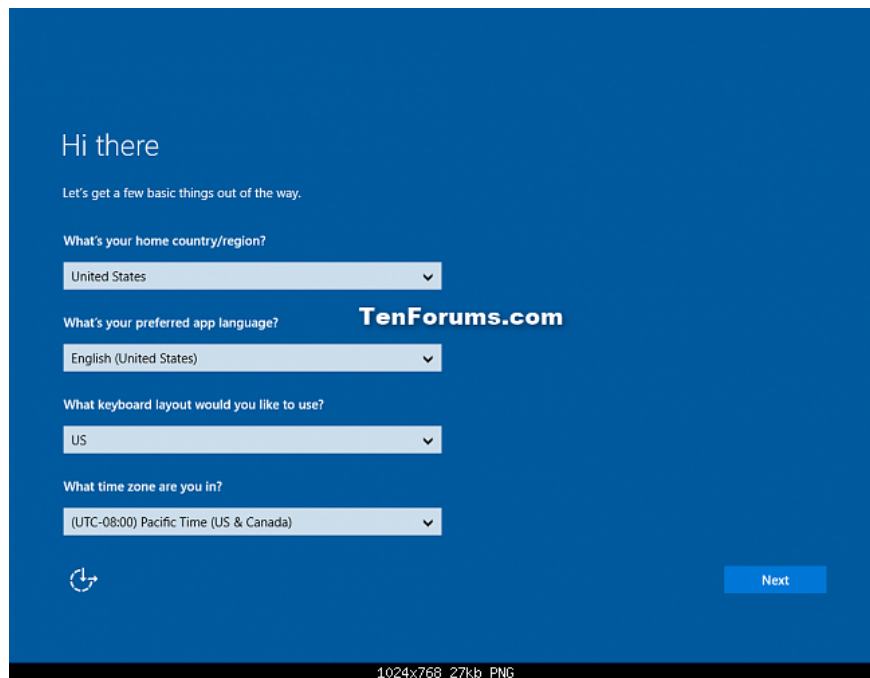 Hi there
Let's get a few basic things out of the way.
What's your home country/region?
United States
TenForums.com
What's your preferred app language?
English (United States)
What keyboard layout would you like to use?
US
What time zone are you in?
(UTC-08:00) Pacific Time (US & Canada)
Next
1024x768 27kb PNG